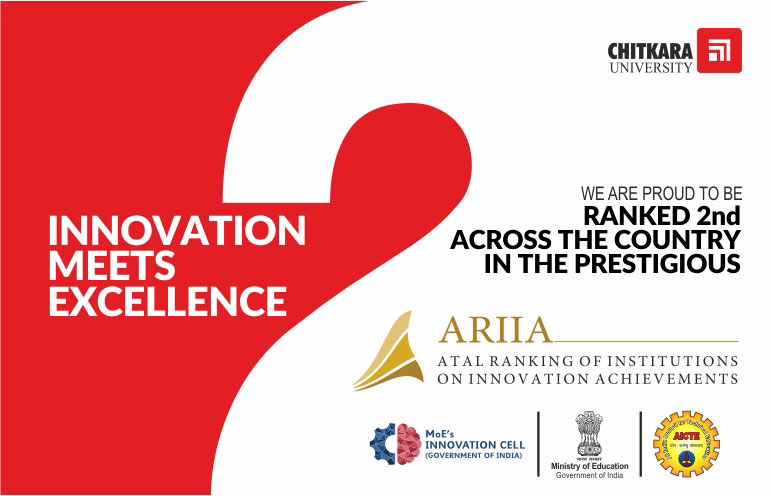 CHITKARA
UNIVERSITY
WE ARE PROUD TO BE
RANKED 2nd
ACROSS THE COUNTRY
IN THE PRESTIGIOUS
INNOVATION
MEETS
EXCELLENCE
ARIIA
ATAL RANKING OF INSTITUTIONS
ON INNOVATION ACHIEVEMENTS
MoE's
INNOVATION CELL
(GOVERNMENT OF INDIA)
Ministry of Education
Government of India
AICTE